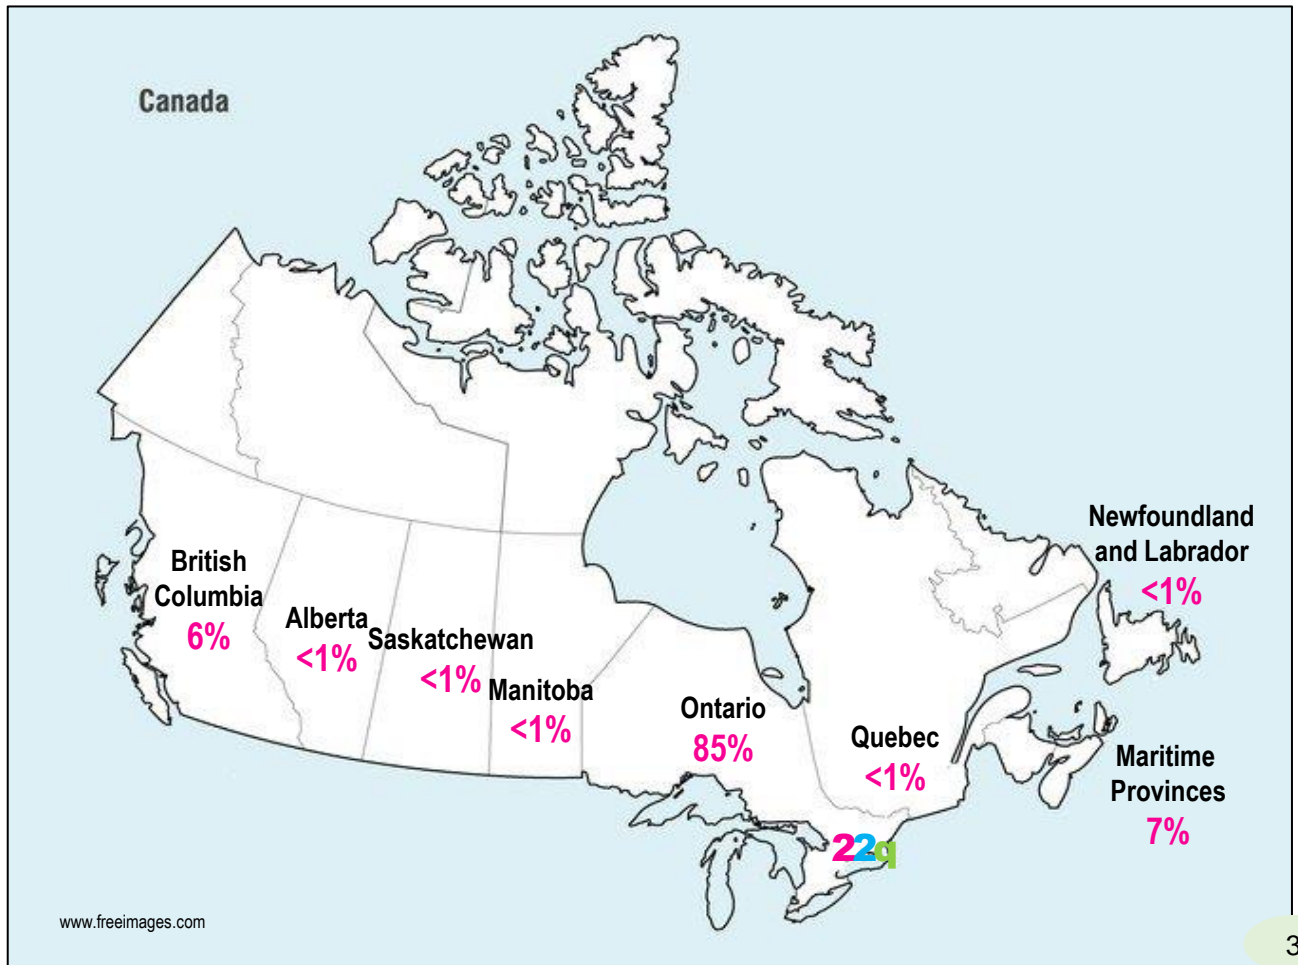 Canada
Newfoundland
and Labrador
<1%
British
Columbia
6%
Alberta
<1%
Saskatchewan
<1%
Manitoba
<1%
Ontario
85%
Quebec
<1%
Maritime
Provinces
7%
22q
www.freeimages.com
3